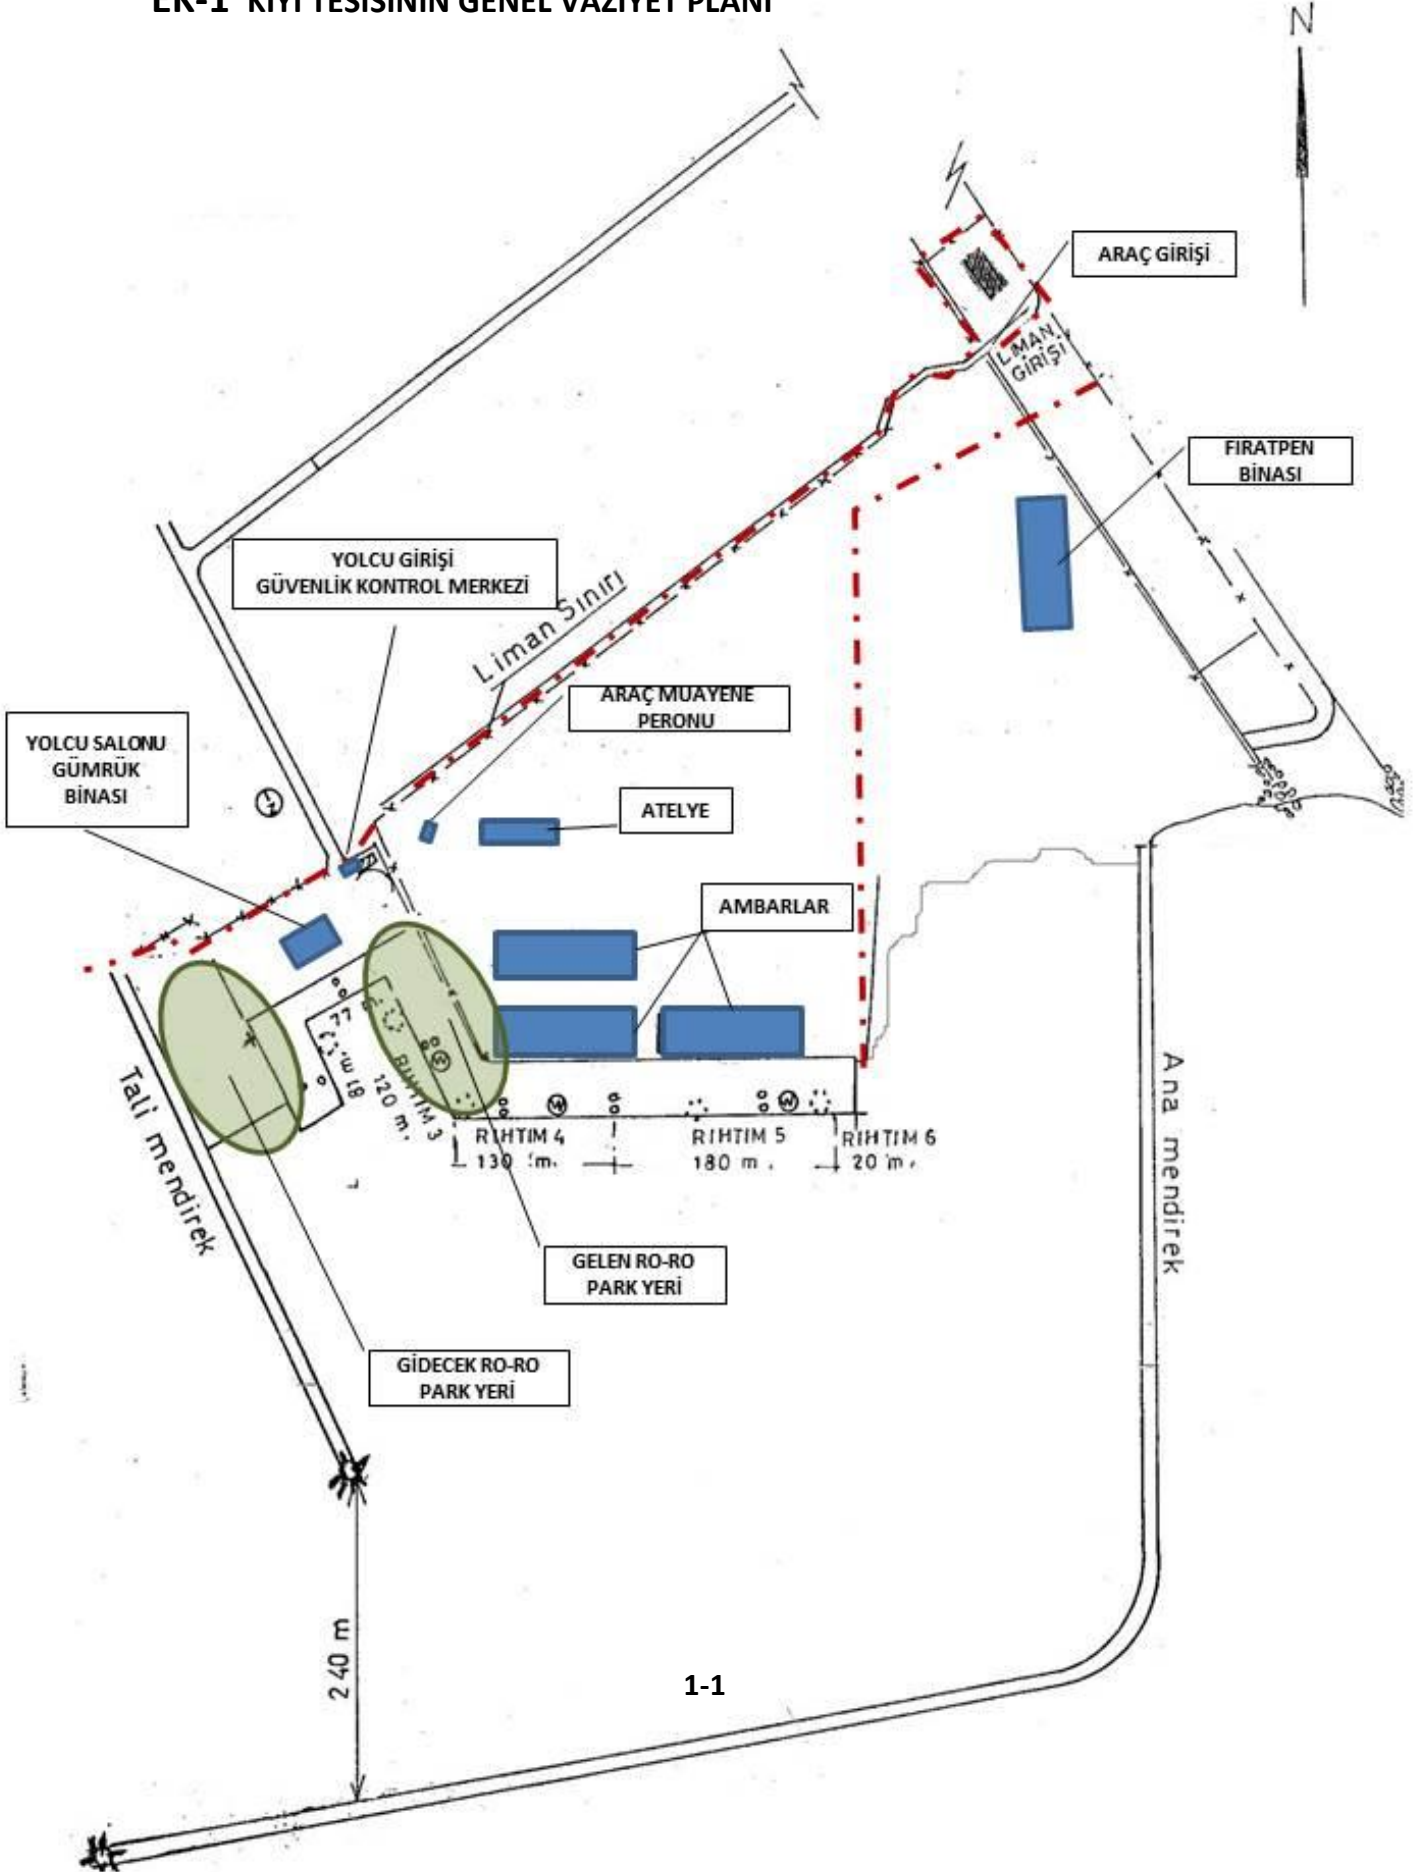 EK-1 KIYI TESİSİNİN GENEL VAZİYET PLANI
N
ARAÇ GİRİŞİ
LİMAN
GİRİŞİ
FIRATPEN
BİNASI
YOLCU GİRİŞİ
GÜVENLİK KONTROL MERKEZİ
Liman Sınırı
ARAÇ MUAYENE
PERONU
YOLCU SALONU
GÜMRÜK
BİNASI
ATELYE
AMBARLAR
RIHTIM 3
120 m.
81 m.
RIHTIM 4
130 m.
RIHTIM 5
180 m.
RIHTIM 6
20 m.
Tali mendirek
Ana mendirek
GELEN RO-RO
PARK YERİ
GİDECEK RO-RO
PARK YERİ
240 m
1-1